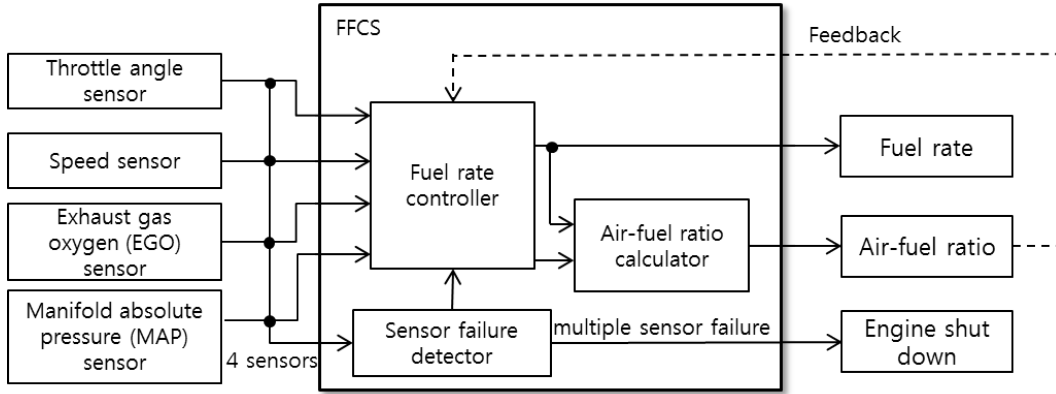 FFCS
Feedback
Throttle angle
sensor
Speed sensor
Exhaust gas
oxygen (EGO)
sensor
Manifold absolute
pressure (MAP)
sensor
4 sensors
Fuel rate
controller
Air-fuel ratio
calculator
Sensor failure
detector
multiple sensor failure
Fuel rate
Air-fuel ratio
Engine shut
down